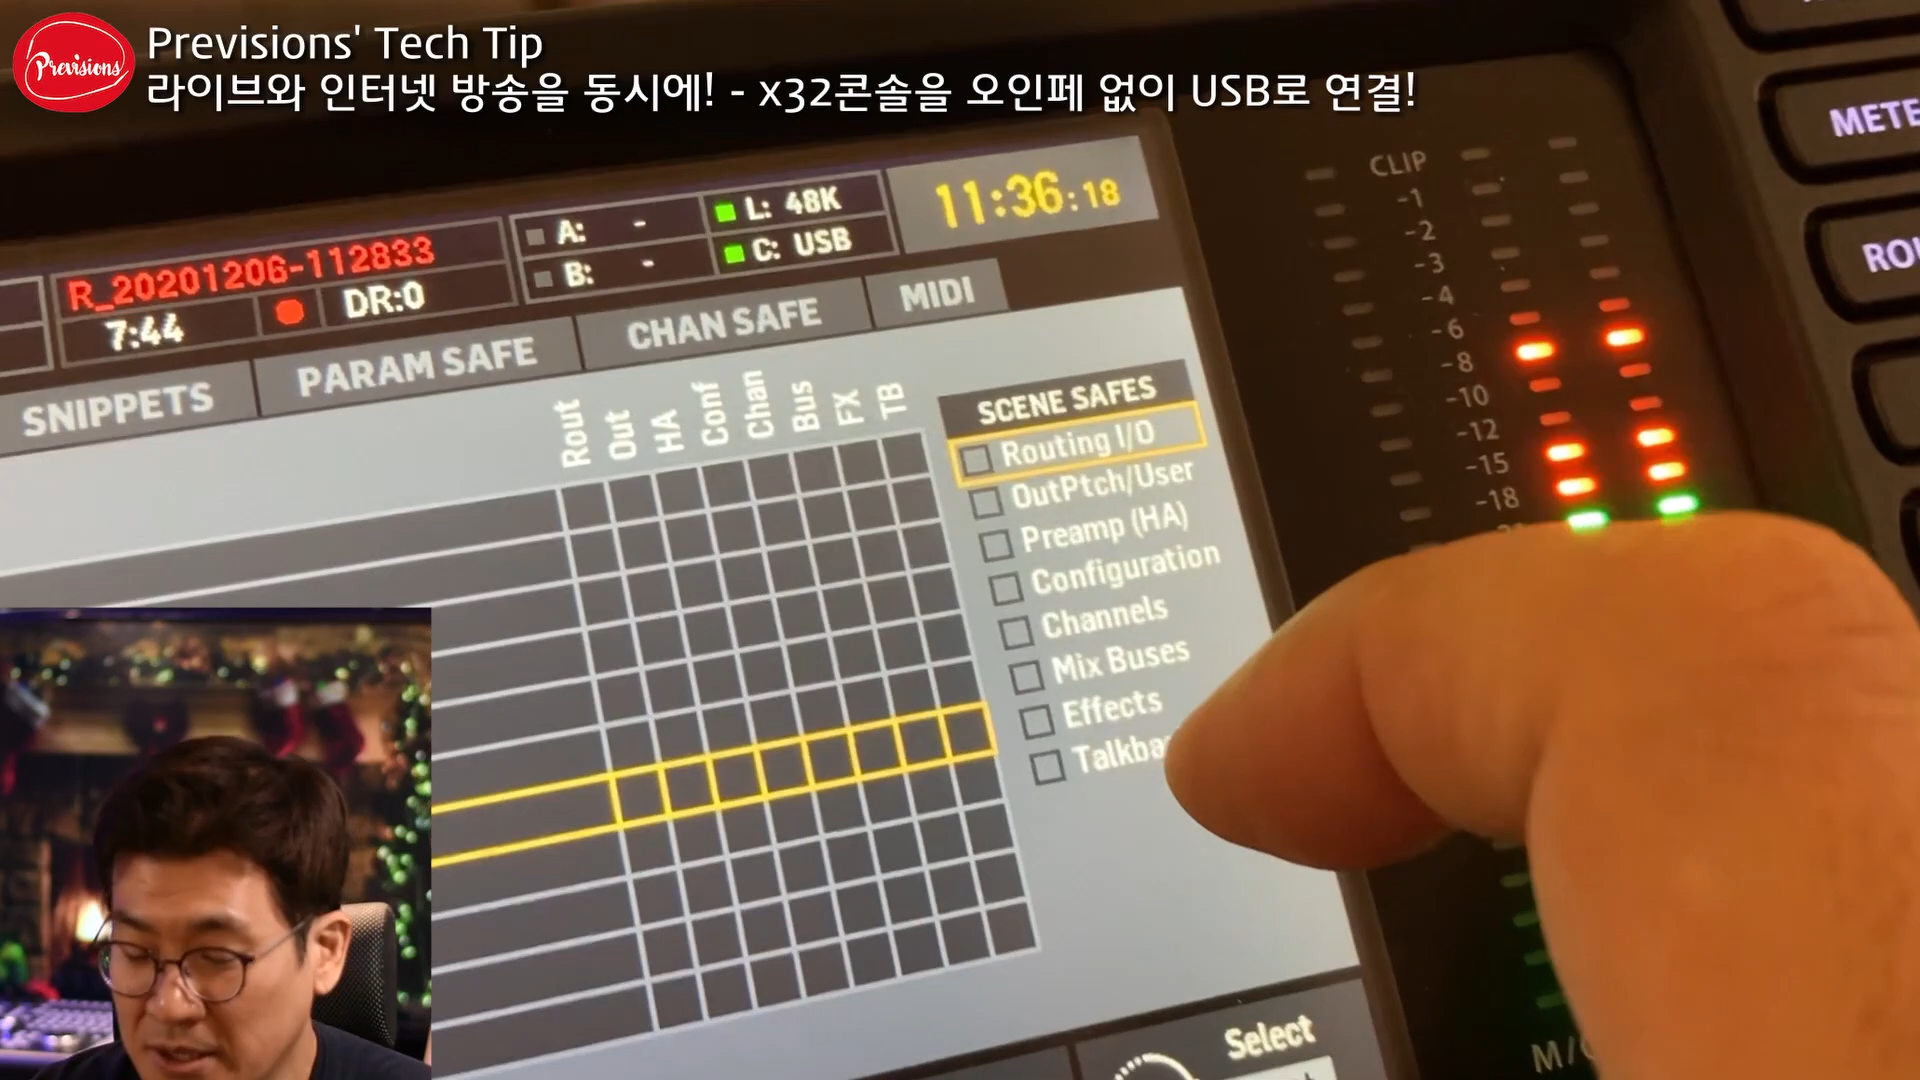 Previsions
Previsions' Tech Tip
라이브와 인터넷 방송을 동시에! - x32콘솔을 오인페 없이 USB로 연결!
R_20201206-112833
7:44
DR:0
A: -
B: -
L: 48K
C: USB
11:36:18
SNIPPETS
PARAM SAFE
CHAN SAFE
MIDI
Rout
Out
HA
Conf
Chan
Bus
FX
TB
SCENE SAFES
Routing I/O
OutPtch/User
Preamp (HA)
Configuration
Channels
Mix Buses
Effects
Talkba
Select
CLIP
-1
-2
-3
-4
-6
-8
-10
-12
-15
-18
METE
ROU
M/